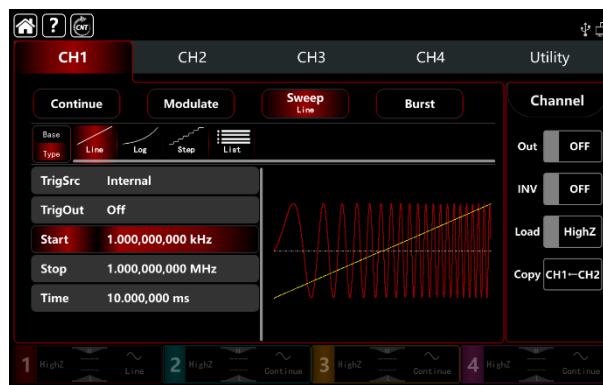 ? CNT
CH1 CH2 CH3 CH4 Utility
Continue Modulate Sweep Burst Channel
Line
Base
Type Line Log Step List
Out OFF
TrigSrc Internal
INV OFF
TrigOut Off
Load HighZ
Start 1.000,000,000 kHz
Stop 1.000,000,000 MHz
Copy CH1←CH2
Time 10.000,000 ms
1 HighZ Line 2 HighZ Continue 3 HighZ Continue 4 HighZ Continue